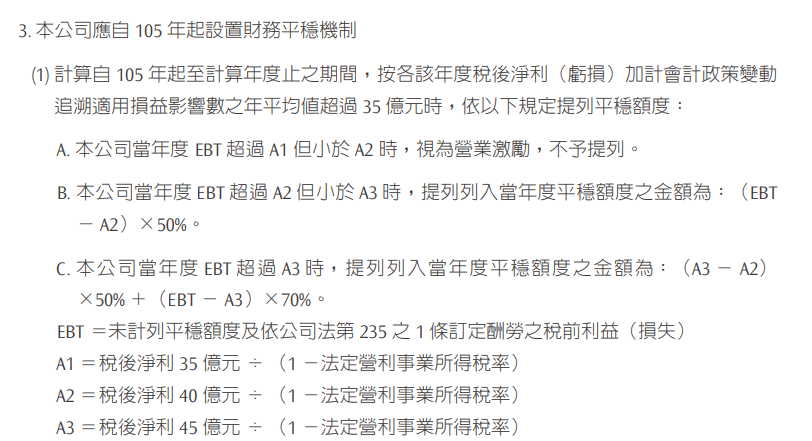 3. 本公司應自 105 年起設置財務平穩機制
(1) 計算自 105 年起至計算年度止之期間，按各該年度稅後淨利（虧損）加計會計政策變動
追溯適用損益影響數之年平均值超過 35 億元時，依以下規定提列平穩額度：
A. 本公司當年度 EBT 超過 A1 但小於 A2 時，視為營業激勵，不予提列。
B. 本公司當年度 EBT 超過 A2 但小於 A3 時，提列列入當年度平穩額度之金額為：（EBT
－ A2）×50%。
C. 本公司當年度 EBT 超過 A3 時，提列列入當年度平穩額度之金額為：（A3 － A2）
×50%＋（EBT － A3）×70%。
EBT ＝未計列平穩額度及依公司法第 235 之 1 條訂定酬勞之稅前利益（損失）
A1 ＝稅後淨利 35 億元 ÷（1 －法定營利事業所得稅率）
A2 ＝稅後淨利 40 億元 ÷（1 －法定營利事業所得稅率）
A3 ＝稅後淨利 45 億元 ÷（1 －法定營利事業所得稅率）